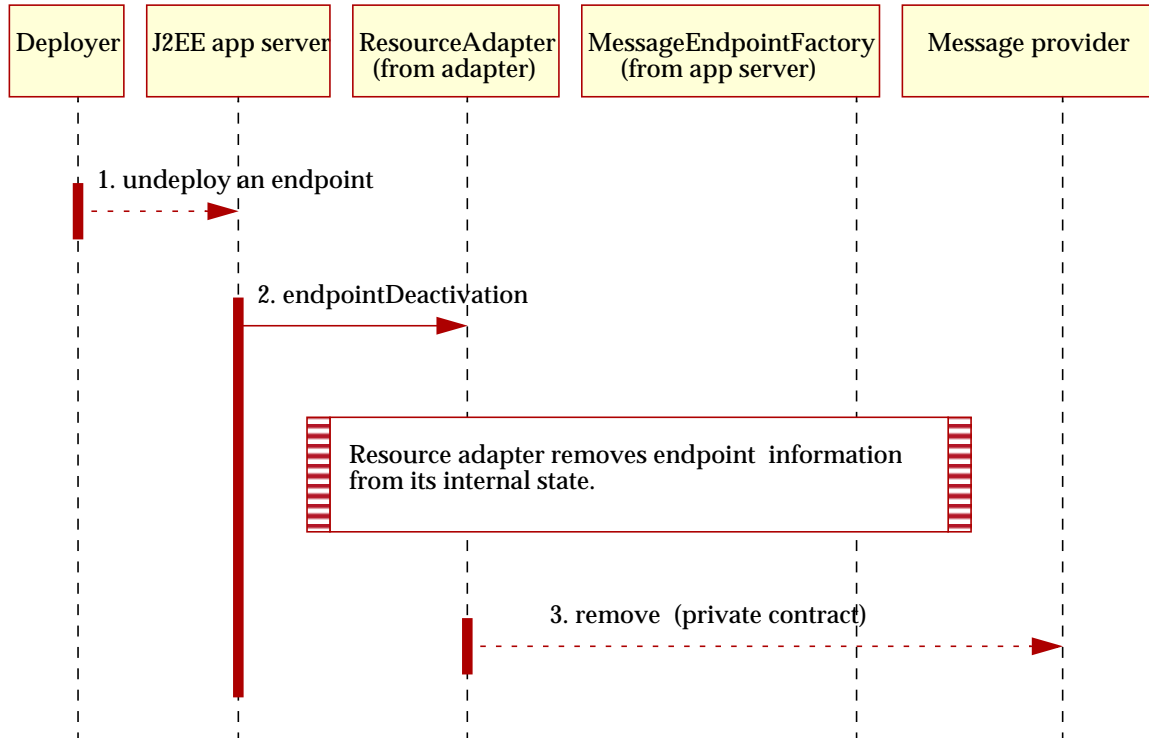 Deployer
J2EE app server
ResourceAdapter
(from adapter)
MessageEndpointFactory
(from app server)
Message provider
1. undeploy an endpoint
2. endpointDeactivation
Resource adapter removes endpoint  information
from its internal state.
3. remove  (private contract)